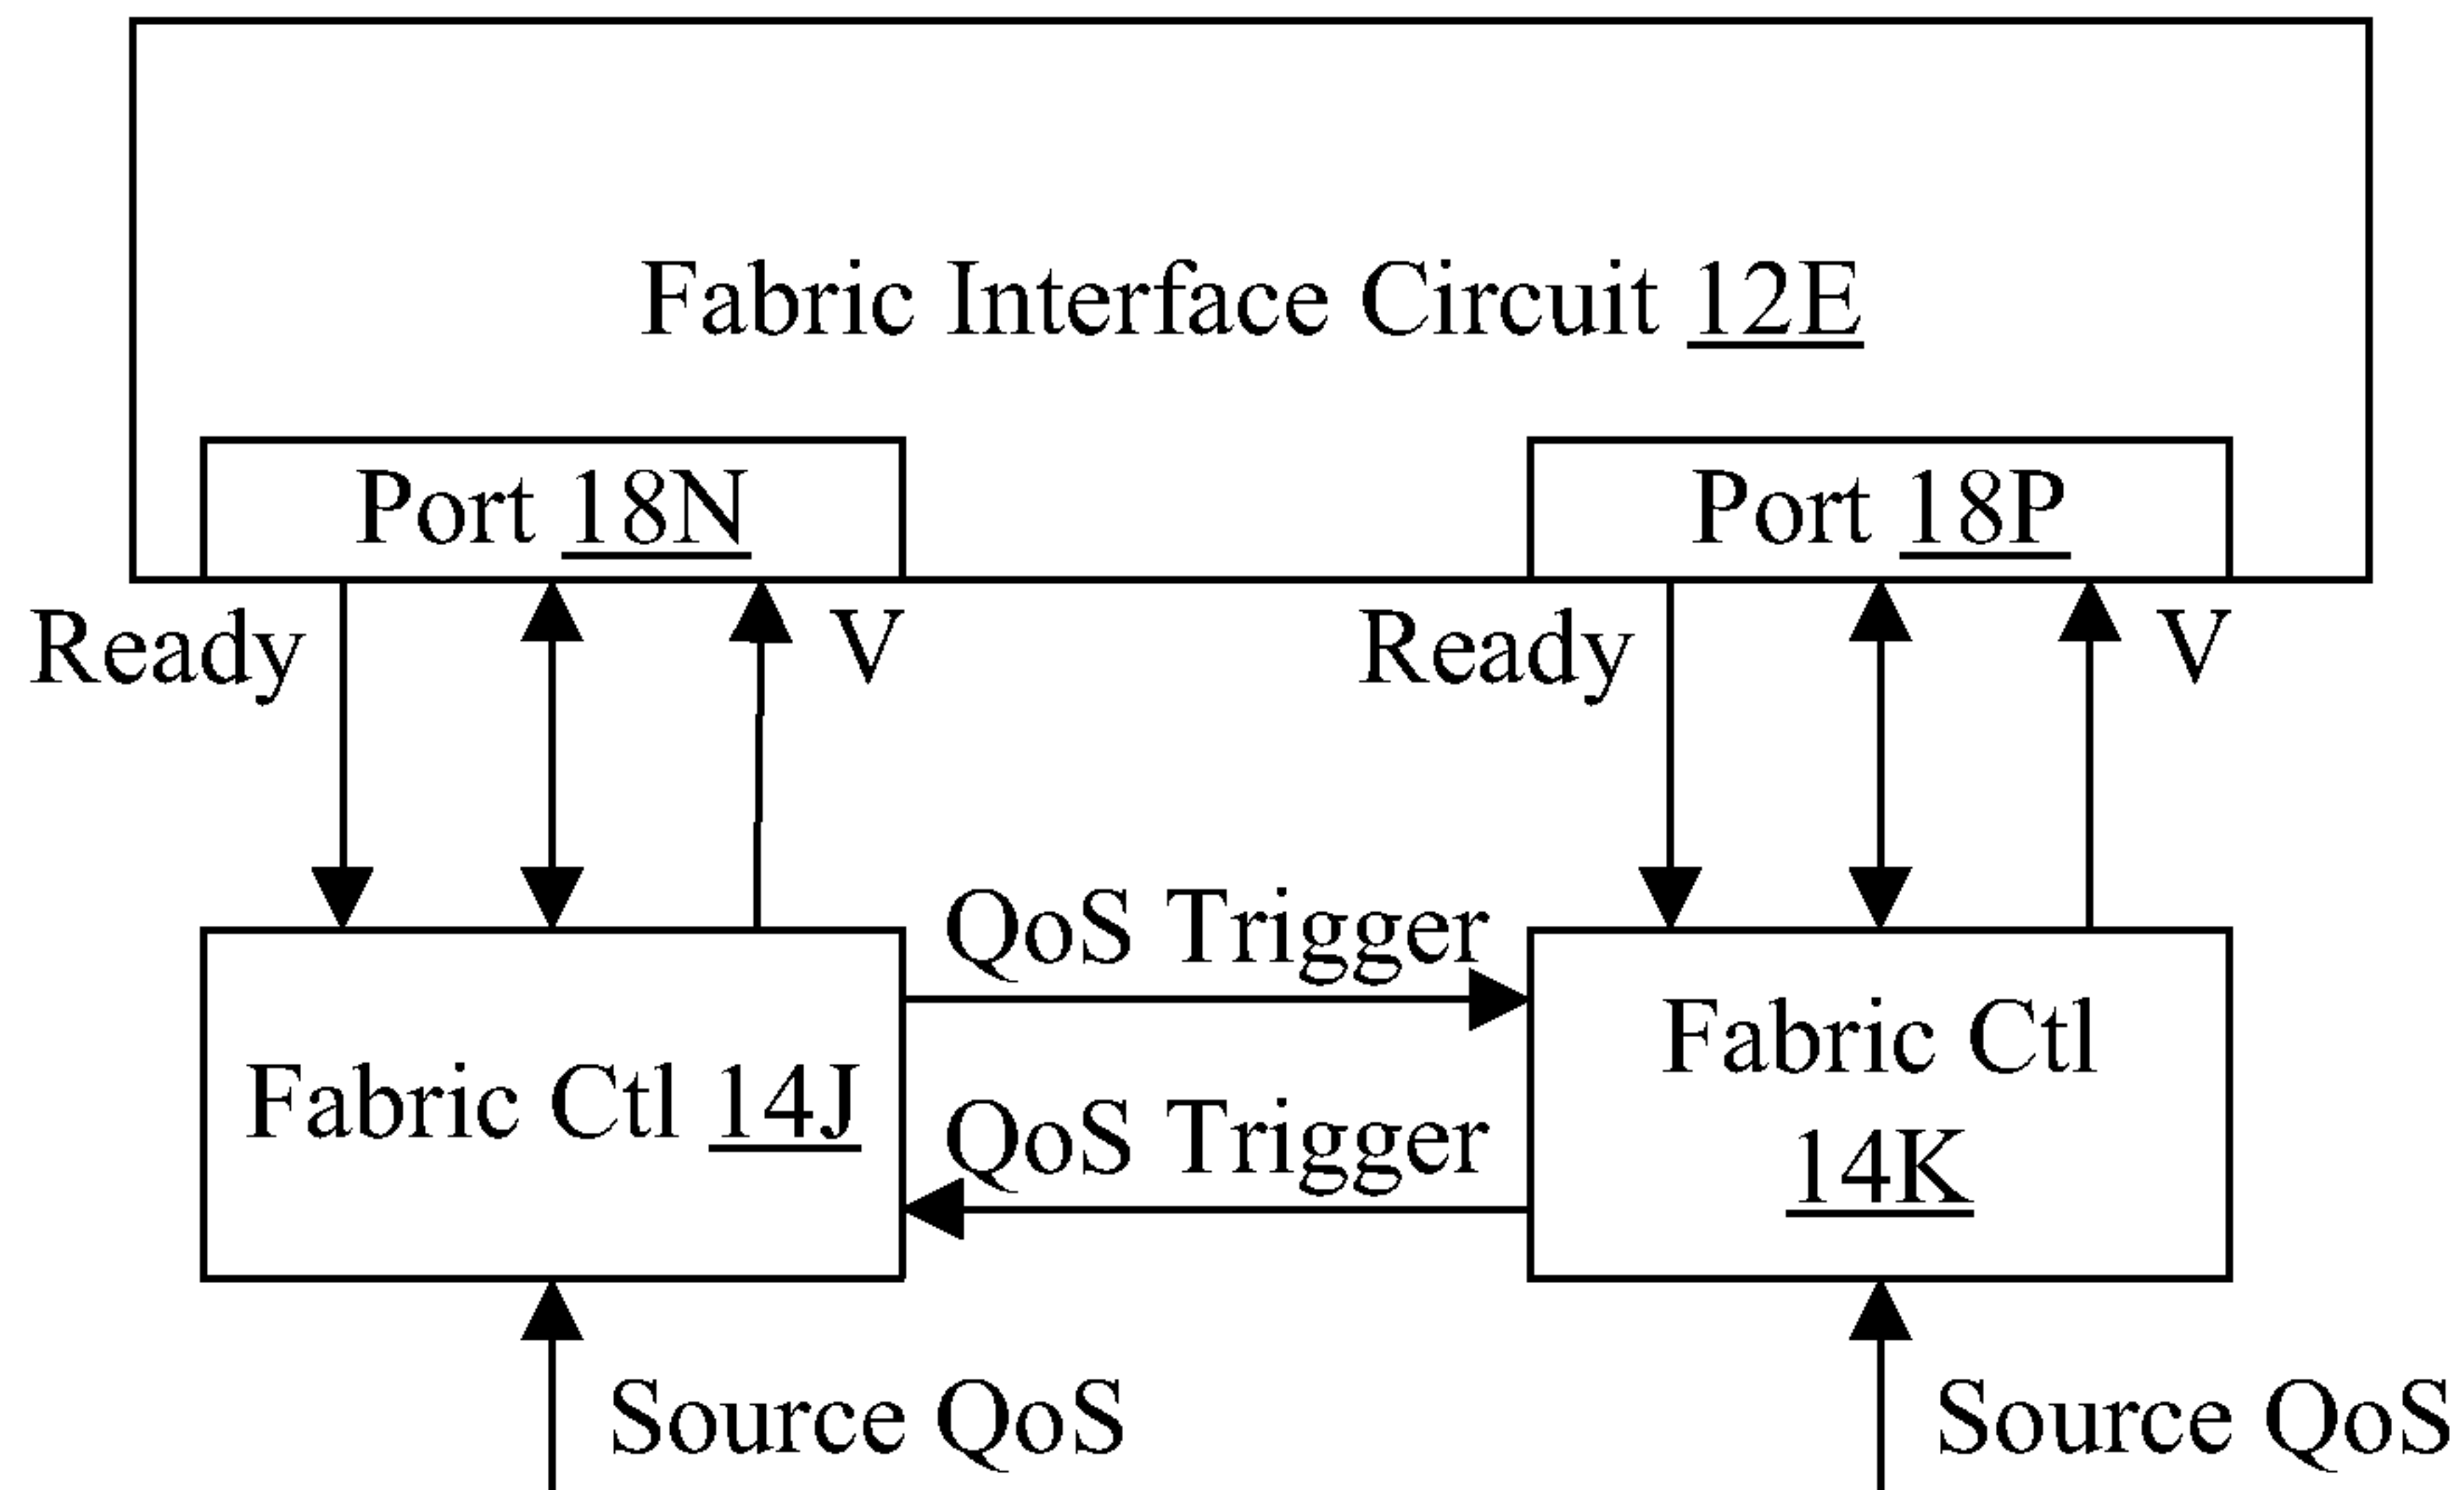 Fabric Interface Circuit 12E
Port 18N
Port 18P
Ready
V
Ready
V
QoS Trigger
Fabric Ctl 14J
QoS Trigger
Fabric Ctl
14K
Source QoS
Source QoS